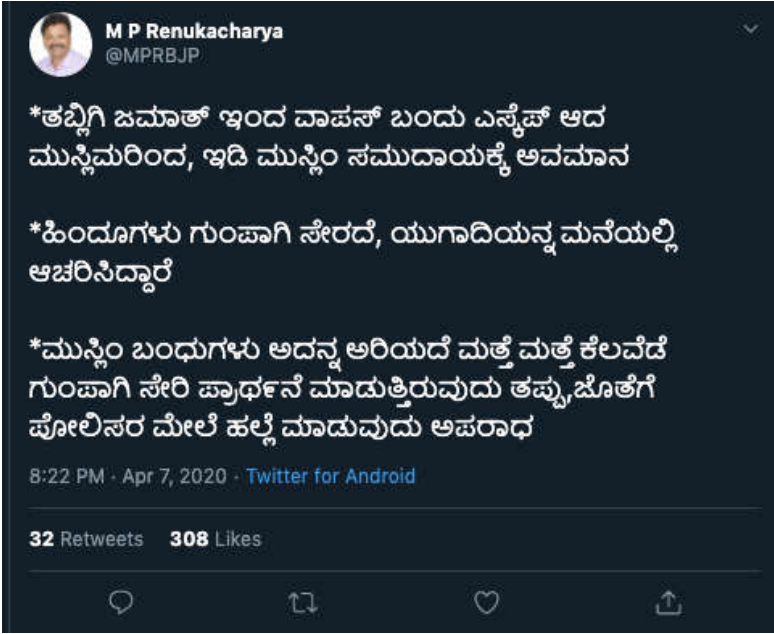 M P Renukacharya
@MPRBJP
*ತಬ್ಲಿಗಿ ಜಮಾತ್ ಇಂದ ವಾಪಸ್ ಬಂದು ಎಸ್ಕೆಪ್ ಆದ
ಮುಸ್ಲಿಮರಿಂದ, ಇಡಿ ಮುಸ್ಲಿಂ ಸಮುದಾಯಕ್ಕೆ ಅವಮಾನ
*ಹಿಂದೂಗಳು ಗುಂಪಾಗಿ ಸೇರದೆ, ಯುಗಾದಿಯನ್ನ ಮನೆಯಲ್ಲಿ
ಆಚರಿಸಿದ್ದಾರೆ
*ಮುಸ್ಲಿಂ ಬಂಧುಗಳು ಅದನ್ನ ಅರಿಯದೆ ಮತ್ತೆ ಮತ್ತೆ ಕೆಲವೆಡೆ
ಗುಂಪಾಗಿ ಸೇರಿ ಪ್ರಾರ್ಥನೆ ಮಾಡುತ್ತಿರುವುದು ತಪ್ಪು,ಜೊತೆಗೆ
ಪೋಲಿಸರ ಮೇಲೆ ಹಲ್ಲೆ ಮಾಡುವುದು ಅಪರಾಧ
8:22 PM · Apr 7, 2020 · Twitter for Android
32 Retweets 308 Likes